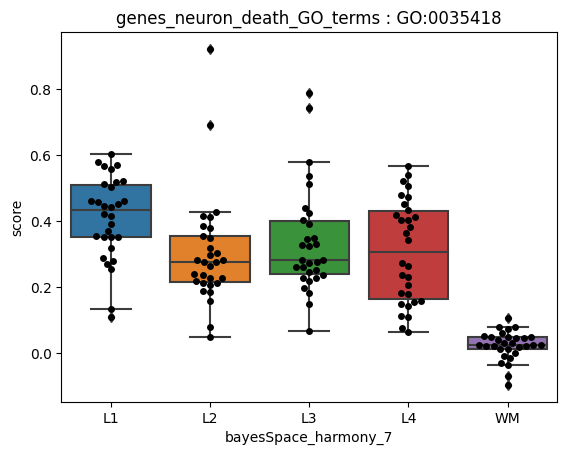 genes_neuron_death_GO_terms : GO:0035418
score
0.8
0.6
0.4
0.2
0.0
L1 L2 L3 L4 WM
bayesSpace_harmony_7